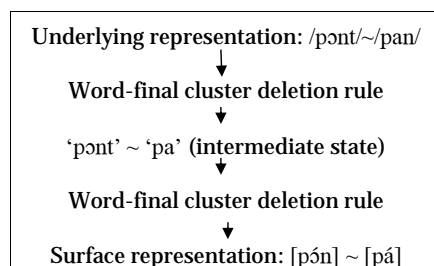 Underlying representation: /pɔnt/~/pan/
Word-final cluster deletion rule
‘pɔnt’ ~ ‘pa’ (intermediate state)
Word-final cluster deletion rule
Surface representation: [pɔ́n] ~ [pá]